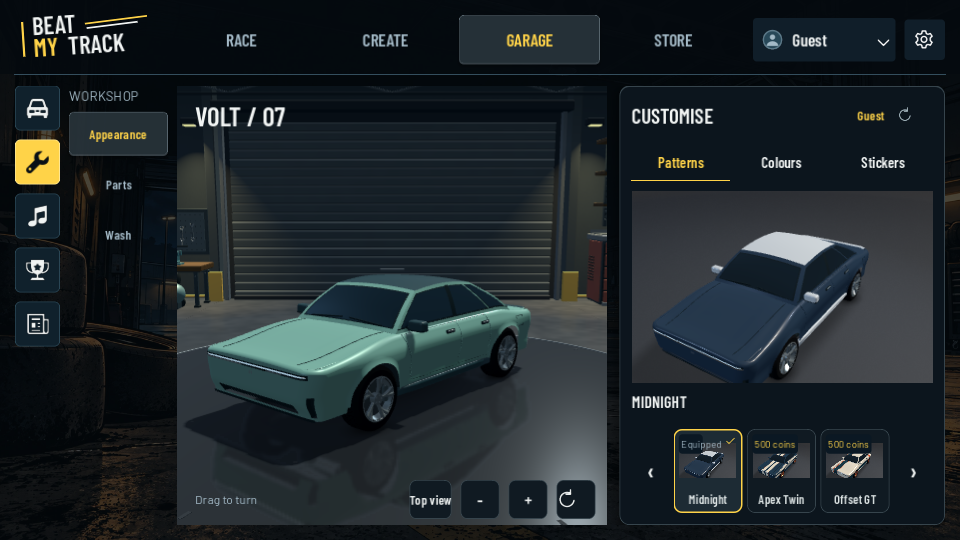 BEAT
MY TRACK
RACE
CREATE
GARAGE
STORE
Guest
WORKSHOP
Appearance
Parts
Wash
VOLT / 07
Drag to turn
Top view
-
+
CUSTOMISE
Guest
Patterns
Colours
Stickers
MIDNIGHT
Equipped
500 coins
500 coins
Midnight
Apex Twin
Offset GT